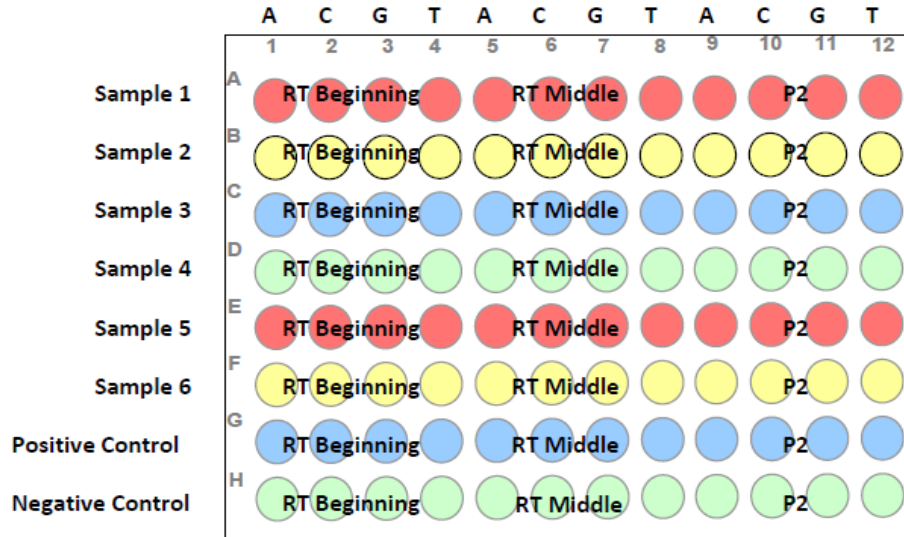 A C G T A C G T A C G T
1 2 3 4 5 6 7 8 9 10 11 12
Sample 1 A RT Beginning RT Middle P2
Sample 2 B RT Beginning RT Middle P2
Sample 3 C RT Beginning RT Middle P2
Sample 4 D RT Beginning RT Middle P2
Sample 5 E RT Beginning RT Middle P2
Sample 6 F RT Beginning RT Middle P2
Positive Control G RT Beginning RT Middle P2
Negative Control H RT Beginning RT Middle P2